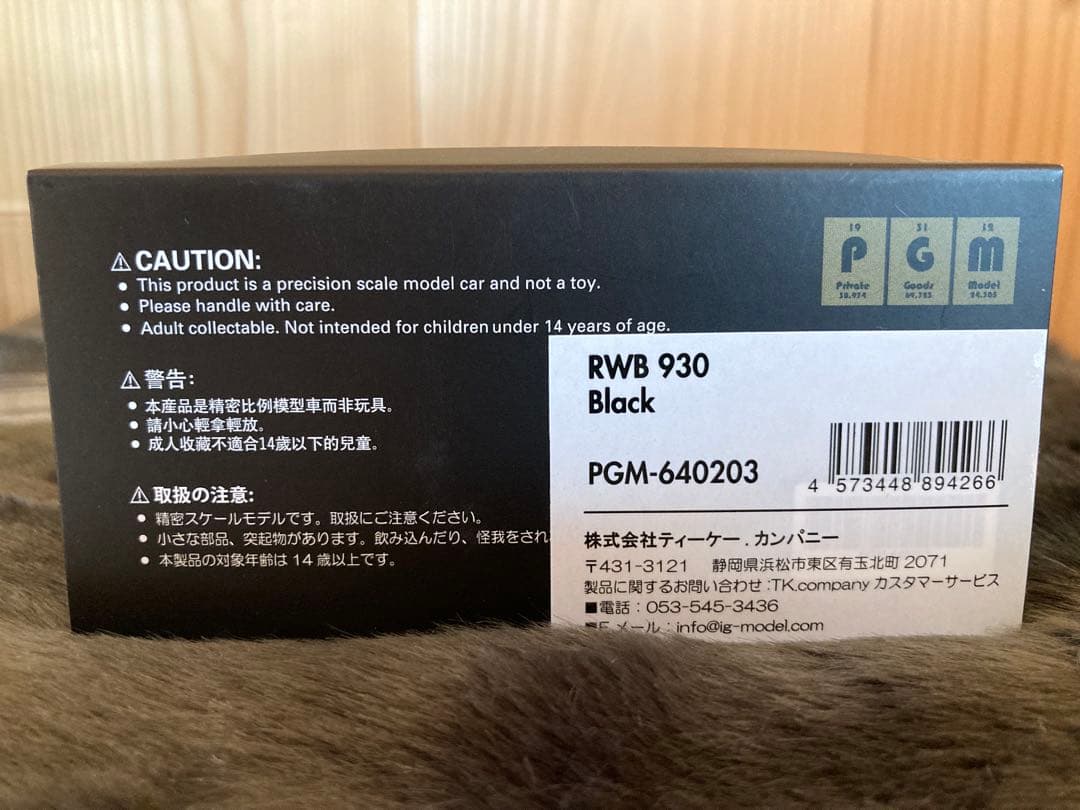 ⚠CAUTION:
• This product is a precision scale model car and not a toy.
• Please handle with care.
• Adult collectable. Not intended for children under 14 years of age.
⚠警告:
• 本產品是精密比例模型車而非玩具。
• 請小心輕拿輕放。
• 成人收藏不適合14歲以下的兒童。
⚠取扱の注意:
• 精密スケールモデルです。取扱にご注意ください。
• 小さな部品、突起物があります。飲み込んだり、怪我をされ
• 本製品の対象年齢は 14 歳以上です。
19 31 12
P G M
Private Goods Model
30.974 69.723 24.305
RWB 930
Black
PGM-640203
4 573448 894266
株式会社ティーケー.カンパニー
〒431-3121 静岡県浜松市東区有玉北町 2071
製品に関するお問い合わせ:TK.company カスタマーサービス
■電話:053-545-3436
■E メール:info@ig-model.com